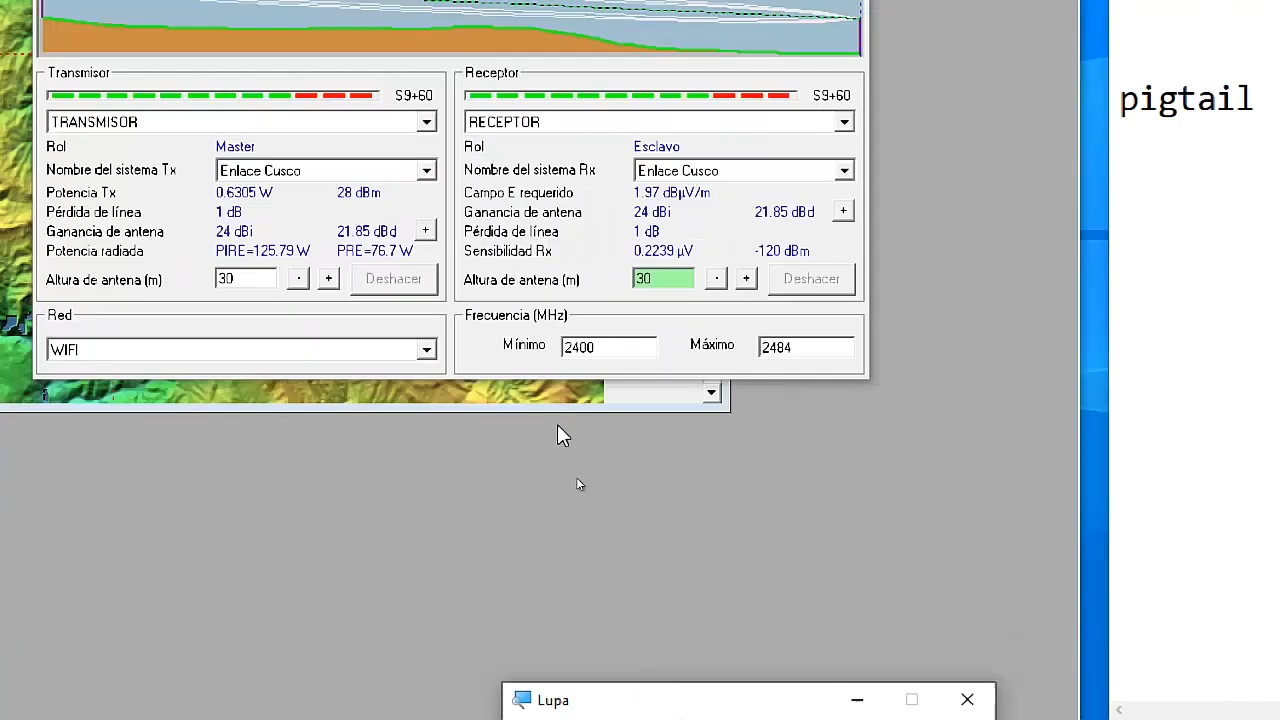 Transmisor
S9+60
TRANSMISOR
Rol Master
Nombre del sistema Tx Enlace Cusco
Potencia Tx 0.6305 W 28 dBm
Pérdida de línea 1 dB
Ganancia de antena 24 dBi 21.85 dBd +
Potencia radiada PIRE=125.79 W PRE=76.7 W
Altura de antena (m) 30 - + Deshacer
Receptor
S9+60
RECEPTOR
Rol Esclavo
Nombre del sistema Rx Enlace Cusco
Campo E requerido 1.97 dBµV/m
Ganancia de antena 24 dBi 21.85 dBd +
Pérdida de línea 1 dB
Sensibilidad Rx 0.2239 µV -120 dBm
Altura de antena (m) 30 - + Deshacer
Red
WIFI
Frecuencia (MHz)
Mínimo 2400 Máximo 2484
pigtail
Lupa